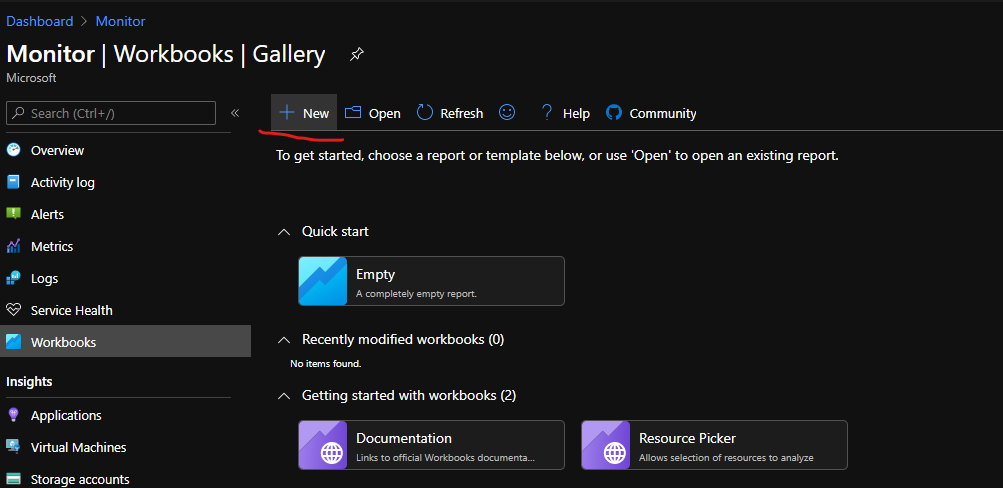 Dashboard > Monitor
Monitor | Workbooks | Gallery
Microsoft
Search (Ctrl+/)
«
New
Open
Refresh
Help
Community
To get started, choose a report or template below, or use 'Open' to open an existing report.
Overview
Activity log
Alerts
Metrics
Logs
Service Health
Workbooks
Insights
Applications
Virtual Machines
Storage accounts
Quick start
Empty
A completely empty report.
Recently modified workbooks (0)
No items found.
Getting started with workbooks (2)
Documentation
Links to official Workbooks documenta...
Resource Picker
Allows selection of resources to analyze